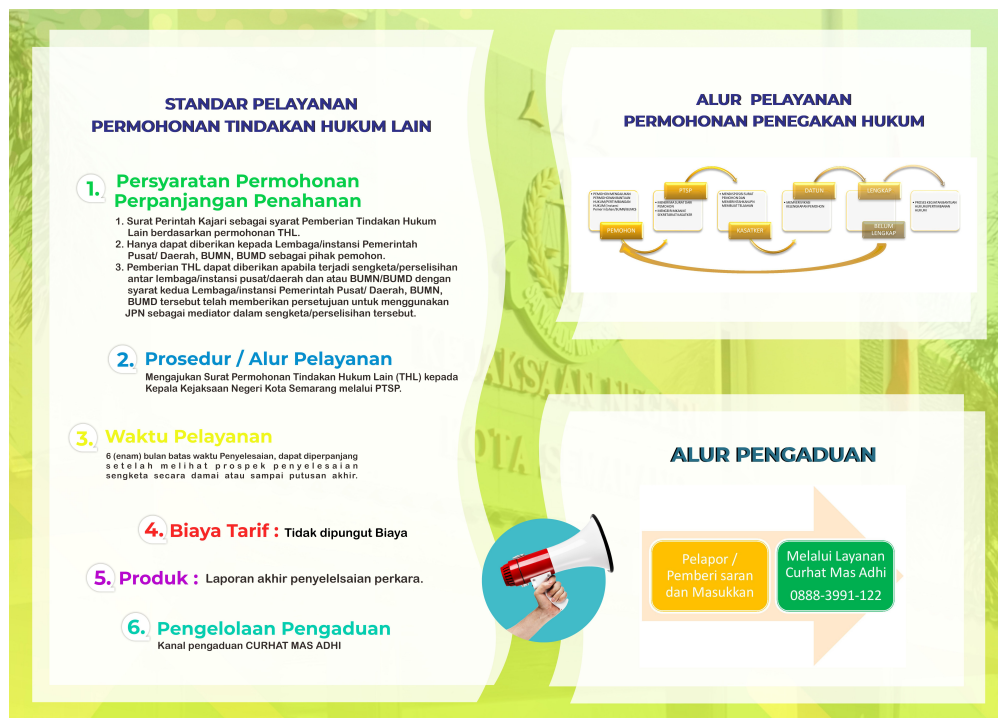 STANDAR PELAYANAN
PERMOHONAN TINDAKAN HUKUM LAIN
1. Persyaratan Permohonan
Perpanjangan Penahanan
1. Surat Perintah Kajari sebagai syarat Pemberian Tindakan Hukum
Lain berdasarkan permohonan THL.
2. Hanya dapat diberikan kepada Lembaga/instansi Pemerintah
Pusat/ Daerah, BUMN, BUMD sebagai pihak pemohon.
3. Pemberian THL dapat diberikan apabila terjadi sengketa/perselisihan
antar lembaga/instansi pusat/daerah dan atau BUMN/BUMD dengan
syarat kedua Lembaga/instansi Pemerintah Pusat/ Daerah, BUMN,
BUMD tersebut telah memberikan persetujuan untuk menggunakan
JPN sebagai mediator dalam sengketa/perselisihan tersebut.
2. Prosedur / Alur Pelayanan
Mengajukan Surat Permohonan Tindakan Hukum Lain (THL) kepada
Kepala Kejaksaan Negeri Kota Semarang melalui PTSP.
3. Waktu Pelayanan
6 (enam) bulan batas waktu Penyelesaian, dapat diperpanjang
setelah melihat prospek penyelesaian
sengketa secara damai atau sampai putusan akhir.
4. Biaya Tarif : Tidak dipungut Biaya
5. Produk : Laporan akhir penyelelsaian perkara.
6. Pengelolaan Pengaduan
Kanal pengaduan CURHAT MAS ADHI
ALUR PELAYANAN
PERMOHONAN PENEGAKAN HUKUM
PEMOHON
PTSP
KASATKER
DATUN
LENGKAP
BELUM
LENGKAP
ALUR PENGADUAN
Pelapor /
Pemberi saran
dan Masukkan
Melalui Layanan
Curhat Mas Adhi
0888-3991-122